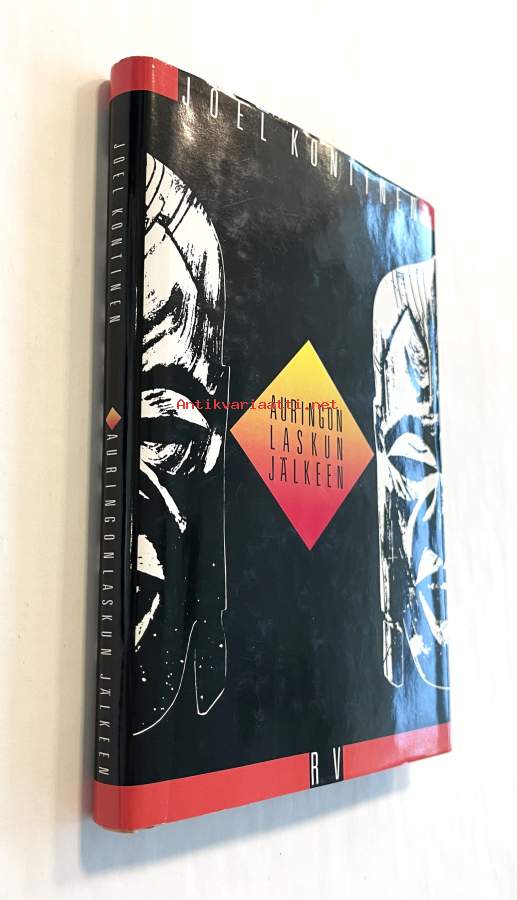 JOEL KONTINEN
AURINGON
LASKUN
JÄLKEEN
RV
JOEL KONTINEN
AURINGONLASKUN JÄLKEEN
Antikvariaatti.net